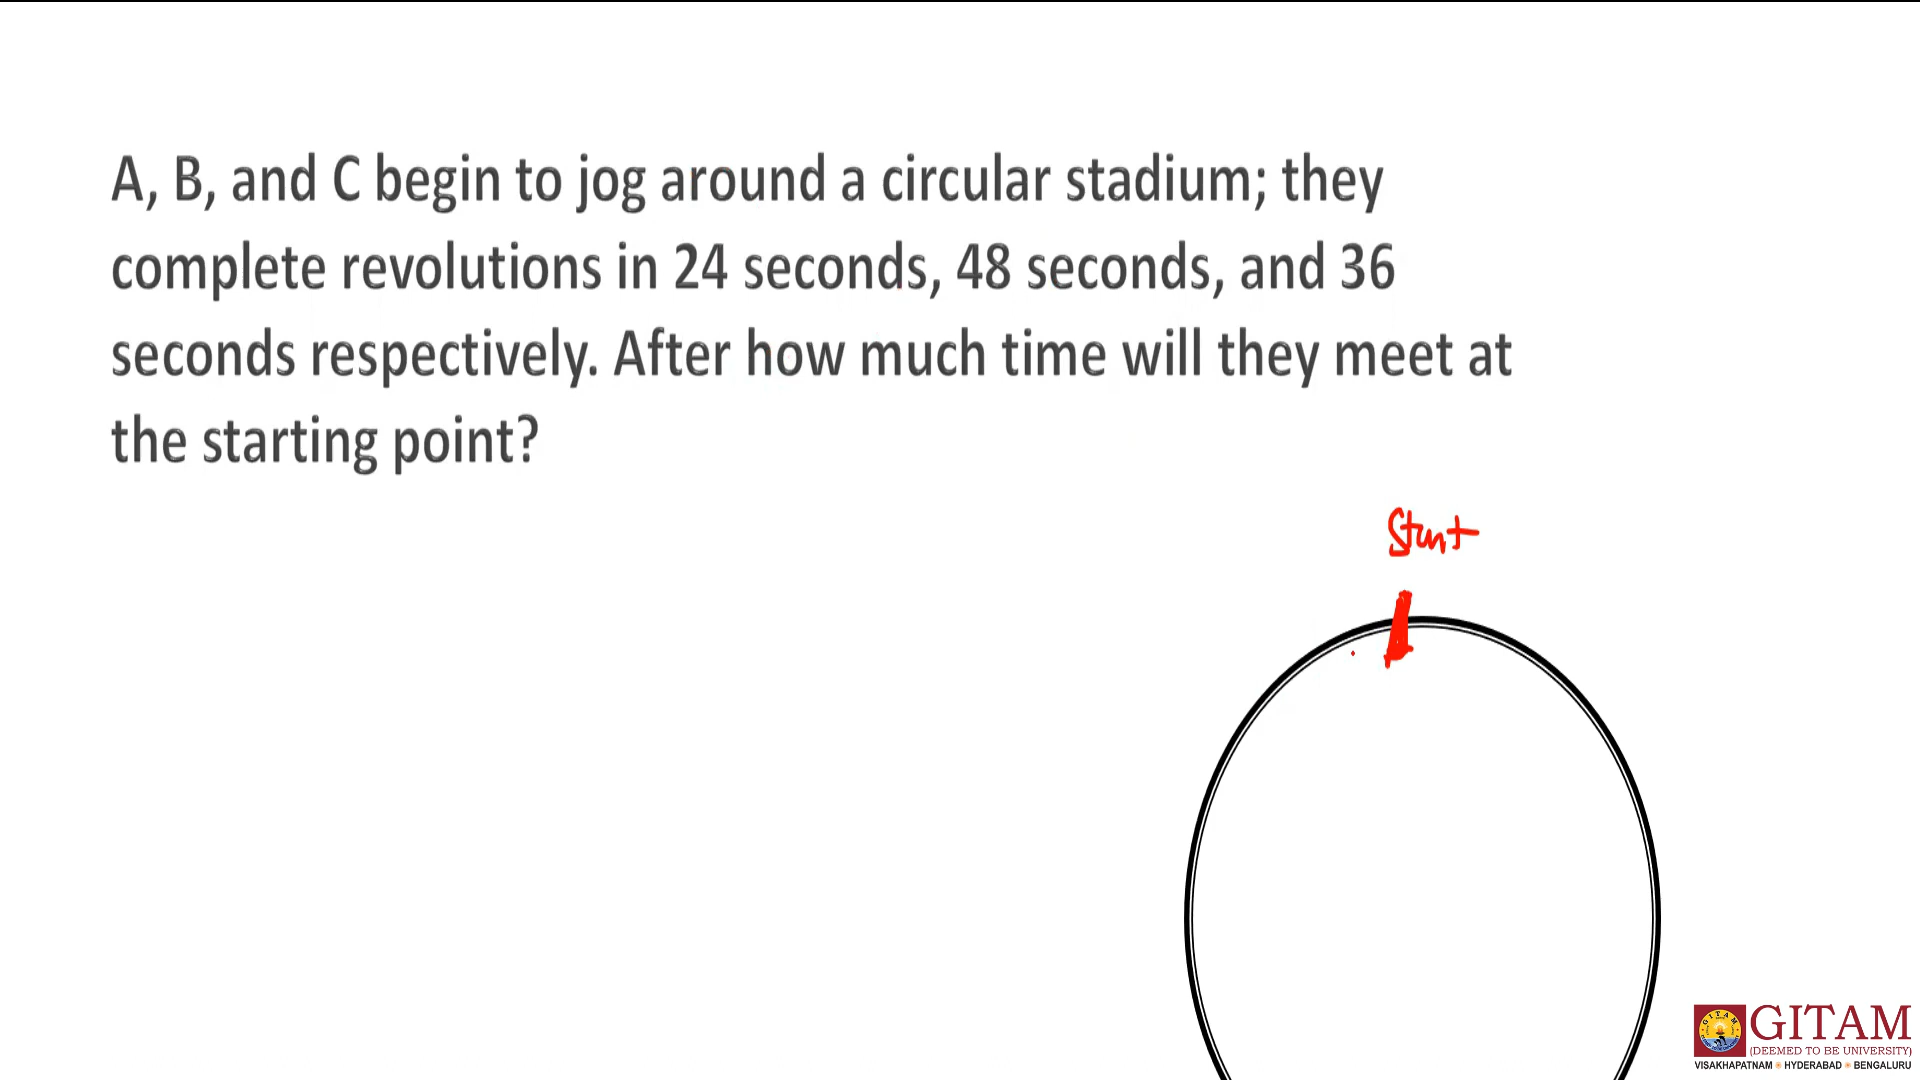 A, B, and C begin to jog around a circular stadium; they
complete revolutions in 24 seconds, 48 seconds, and 36
seconds respectively. After how much time will they meet at
the starting point?
Start
GITAM
(DEEMED TO BE UNIVERSITY)
VISAKHAPATNAM HYDERABAD BENGALURU